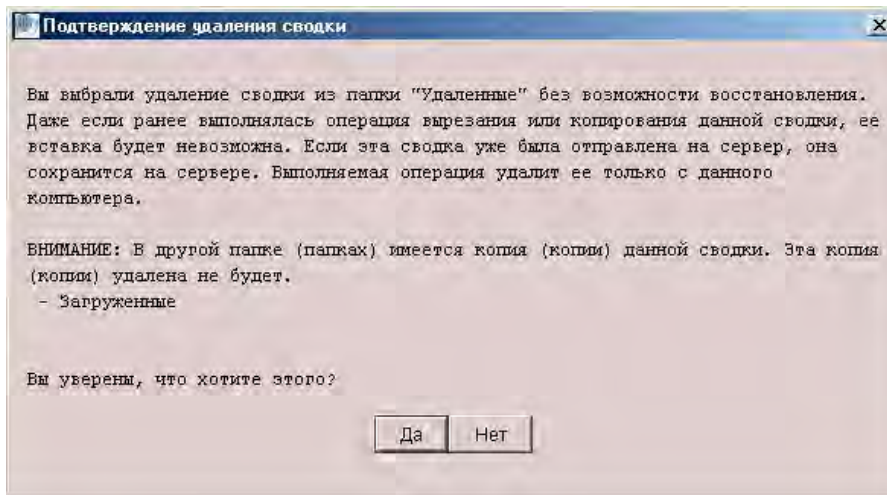 Подтверждение удаления сводки
Вы выбрали удаление сводки из папки "Удаленные" без возможности восстановления.
Даже если ранее выполнялась операция вырезания или копирования данной сводки, ее
вставка будет невозможна. Если эта сводка уже была отправлена на сервер, она
сохранится на сервере. Выполняемая операция удалит ее только с данного
компьютера.
ВНИМАНИЕ: В другой папке (папках) имеется копия (копии) данной сводки. Эта копия
(копии) удалена не будет.
- Загруженные
Вы уверены, что хотите этого?
Да Нет